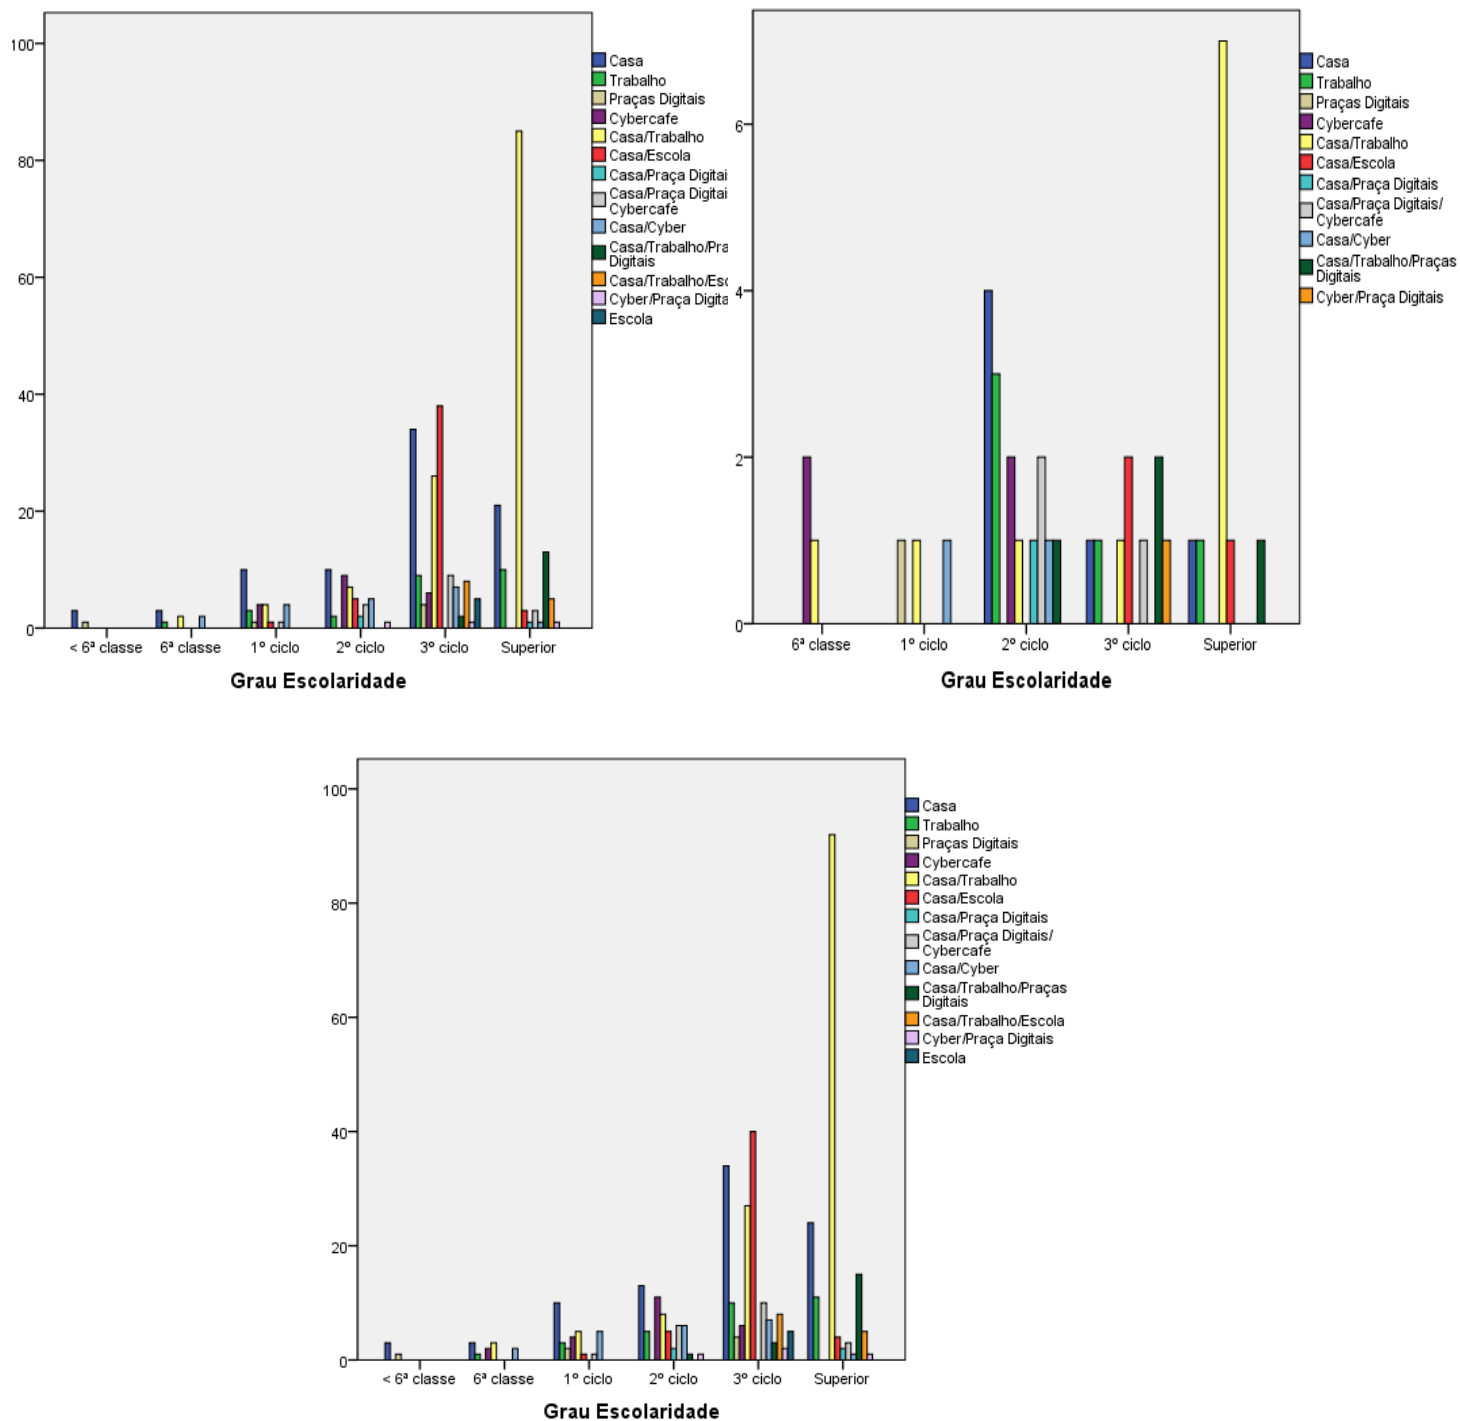 100
80
60
40
20
0
< 6ª classe 6ª classe 1º ciclo 2º ciclo 3º ciclo Superior
Grau Escolaridade
Casa
Trabalho
Praças Digitais
Cybercafe
Casa/Trabalho
Casa/Escola
Casa/Praça Digitai
Casa/Praça Digitai
Cybercafe
Casa/Cyber
Casa/Trabalho/Pra
Digitais
Casa/Trabalho/Esc
Cyber/Praça Digita
Escola
6
4
2
0
6ª classe 1º ciclo 2º ciclo 3º ciclo Superior
Grau Escolaridade
Casa
Trabalho
Praças Digitais
Cybercafe
Casa/Trabalho
Casa/Escola
Casa/Praça Digitais
Casa/Praça Digitais/
Cybercafe
Casa/Cyber
Casa/Trabalho/Praças
Digitais
Cyber/Praça Digitais
100
80
60
40
20
0
< 6ª classe 6ª classe 1º ciclo 2º ciclo 3º ciclo Superior
Grau Escolaridade
Casa
Trabalho
Praças Digitais
Cybercafe
Casa/Trabalho
Casa/Escola
Casa/Praça Digitais
Casa/Praça Digitais/
Cybercafe
Casa/Cyber
Casa/Trabalho/Praças
Digitais
Casa/Trabalho/Escola
Cyber/Praça Digitais
Escola